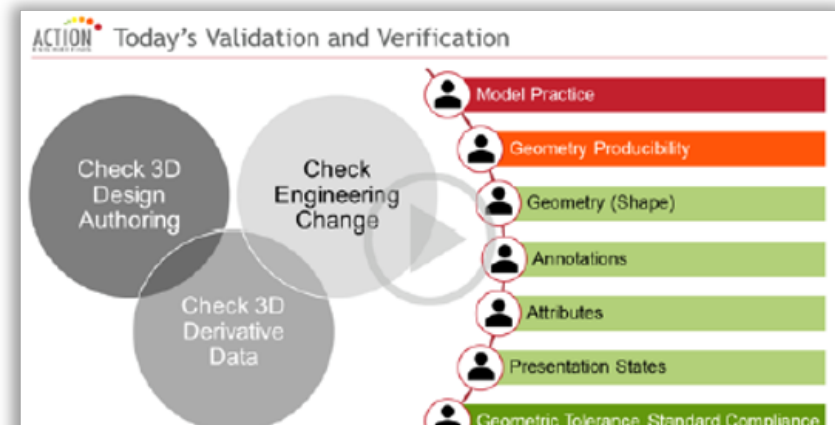 ACTION Today's Validation and Verification
Check 3D
Design
Authoring
Check
Engineering
Change
Check 3D
Derivative
Data
Model Practice
Geometry Producibility
Geometry (Shape)
Annotations
Attributes
Presentation States
Geometric Tolerance Standard Compliance